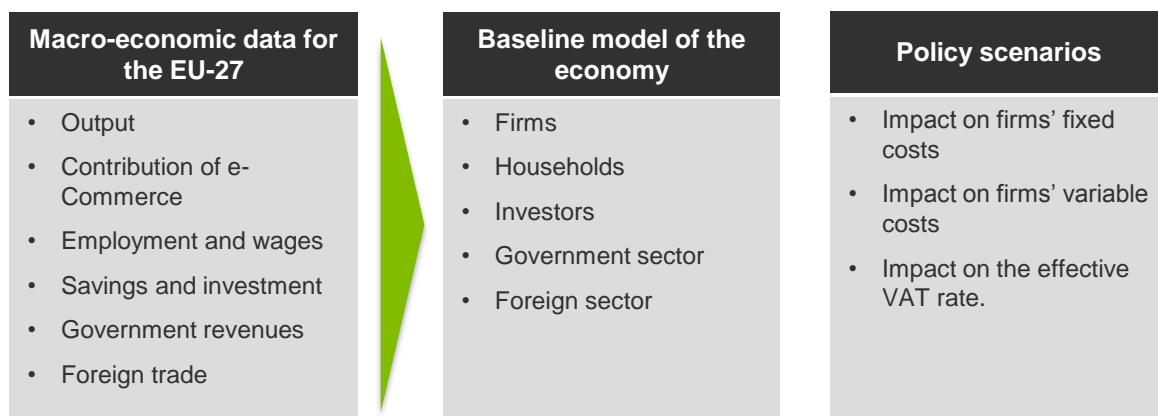 Macro-economic data for
the EU-27
• Output
• Contribution of e-
Commerce
• Employment and wages
• Savings and investment
• Government revenues
• Foreign trade
Baseline model of the
economy
• Firms
• Households
• Investors
• Government sector
• Foreign sector
Policy scenarios
• Impact on firms’ fixed
costs
• Impact on firms’ variable
costs
• Impact on the effective
VAT rate.